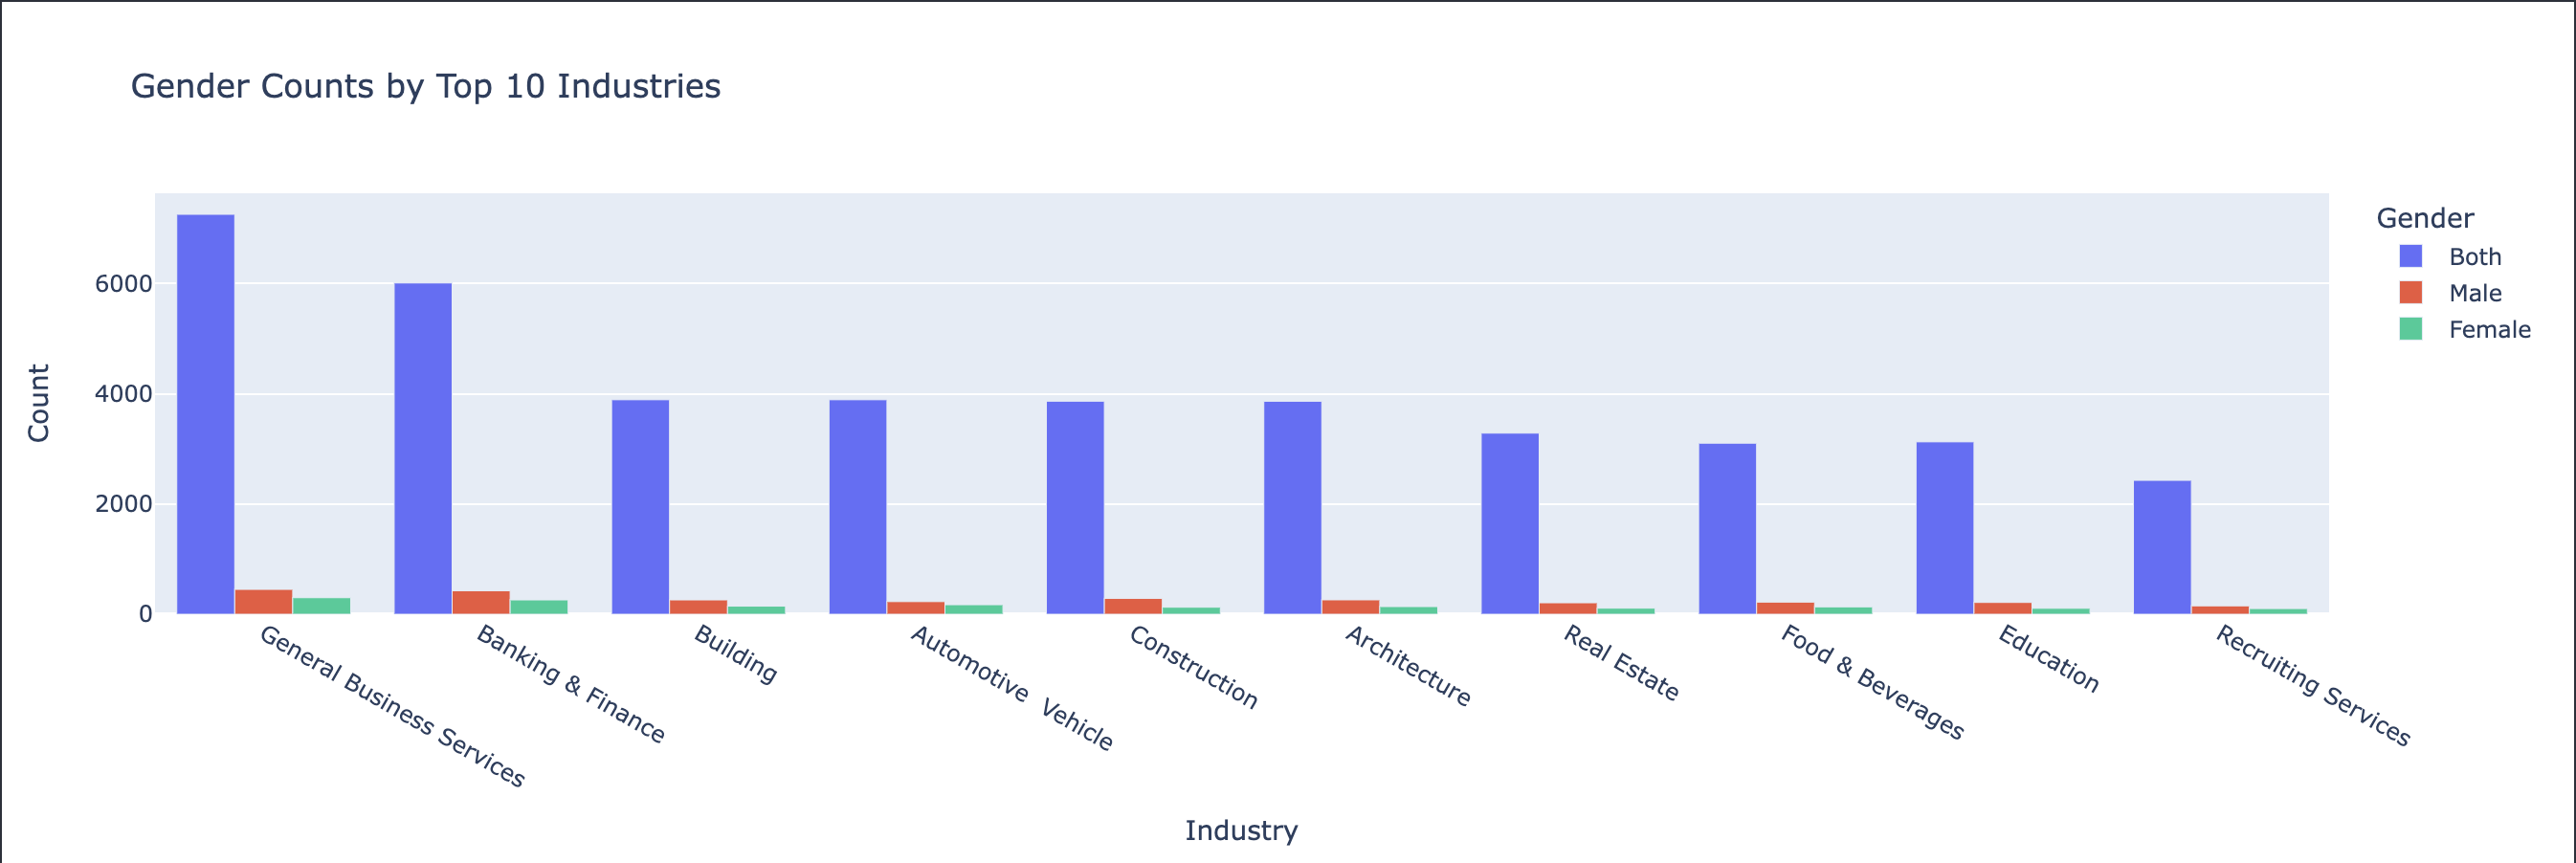 Gender Counts by Top 10 Industries
Gender
Both
Male
Female
Count
6000
4000
2000
0
General Business Services
Banking & Finance
Building
Automotive  Vehicle
Construction
Architecture
Real Estate
Food & Beverages
Education
Recruiting Services
Industry